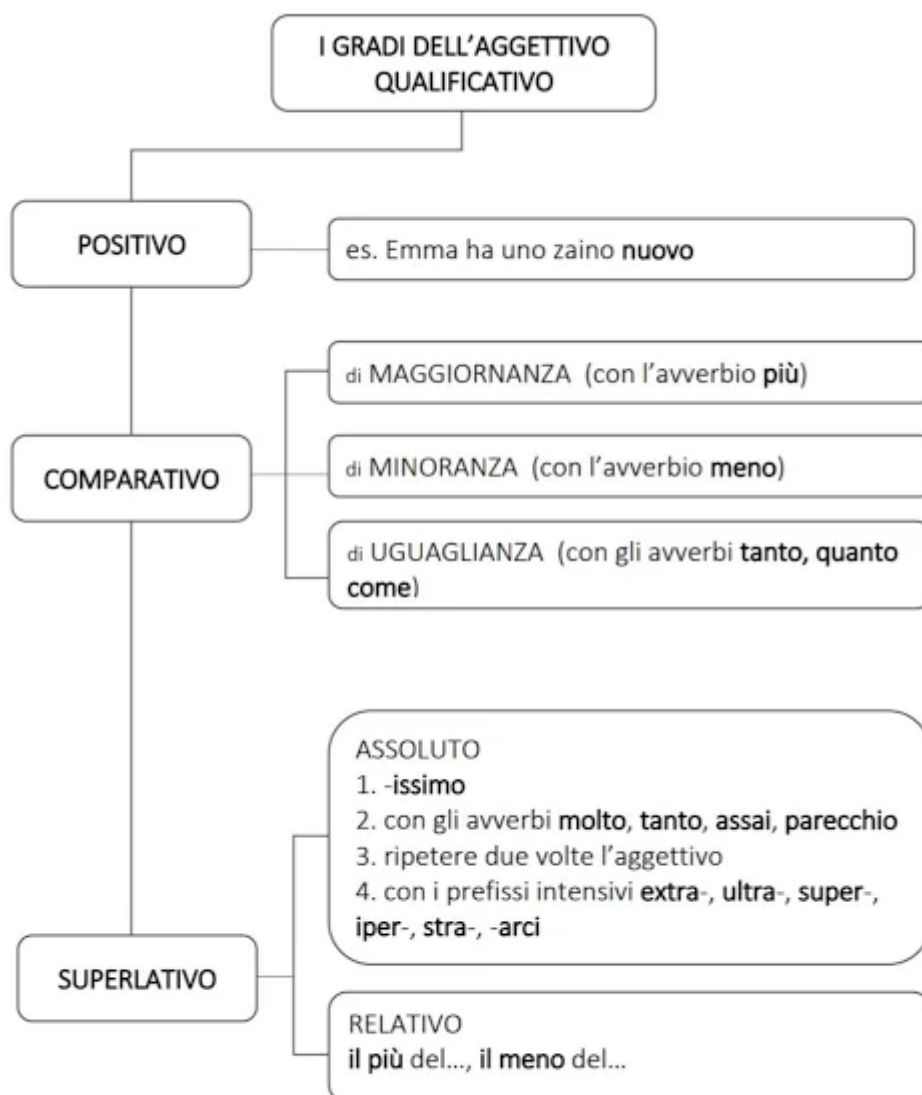 I GRADI DELL'AGGETTIVO
QUALIFICATIVO
POSITIVO
es. Emma ha uno zaino nuovo
di MAGGIORNANZA (con l'avverbio più)
COMPARATIVO
di MINORANZA (con l'avverbio meno)
di UGUAGLIANZA (con gli avverbi tanto, quanto
come)
ASSOLUTO
1. -issimo
2. con gli avverbi molto, tanto, assai, parecchio
3. ripetere due volte l'aggettivo
4. con i prefissi intensivi extra-, ultra-, super-,
iper-, stra-, -arci
SUPERLATIVO
RELATIVO
il più del..., il meno del...